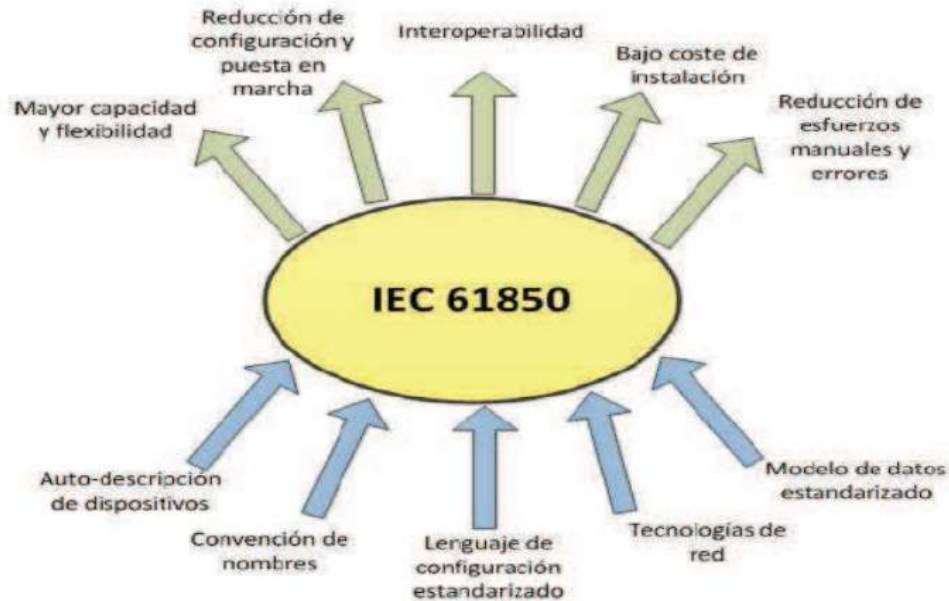 Mayor capacidad
y flexibilidad
Reducción de
configuración y
puesta en
marcha
Interoperabilidad
Bajo coste de
instalación
Reducción de
esfuerzos
manuales y
errores
IEC 61850
Auto-descripción
de dispositivos
Convención de
nombres
Lenguaje de
configuración
estandarizado
Tecnologías de
red
Modelo de datos
estandarizado